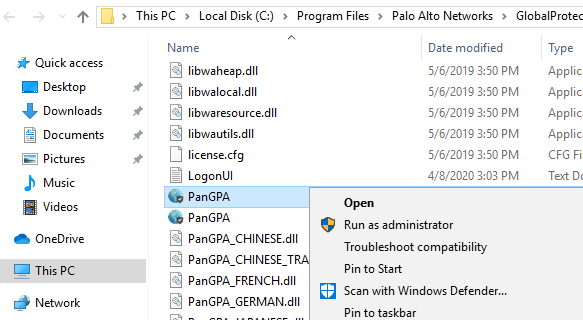 This PC > Local Disk (C:) > Program Files > Palo Alto Networks > GlobalProtec
Name Date modified Type
Quick access
Desktop
Downloads
Documents
Pictures
Music
Videos
OneDrive
This PC
Network
libwaheap.dll 5/6/2019 3:50 PM Applic
libwalocal.dll 5/6/2019 3:50 PM Applic
libwaresource.dll 5/6/2019 3:50 PM Applic
libwautils.dll 5/6/2019 3:50 PM Applic
license.cfg 5/6/2019 3:50 PM CFG Fi
LogonUI 4/8/2020 3:03 PM Text Do
PanGPA
PanGPA
PanGPA_CHINESE.dll
PanGPA_CHINESE_TRA
PanGPA_FRENCH.dll
PanGPA_GERMAN.dll
Open
Run as administrator
Troubleshoot compatibility
Pin to Start
Scan with Windows Defender...
Pin to taskbar